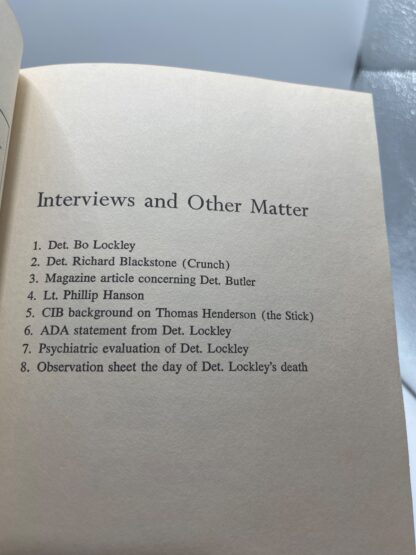 Interviews and Other Matter
1. Det. Bo Lockley
2. Det. Richard Blackstone (Crunch)
3. Magazine article concerning Det. Butler
4. Lt. Phillip Hanson
5. CIB background on Thomas Henderson (the Stick)
6. ADA statement from Det. Lockley
7. Psychiatric evaluation of Det. Lockley
8. Observation sheet the day of Det. Lockley's death